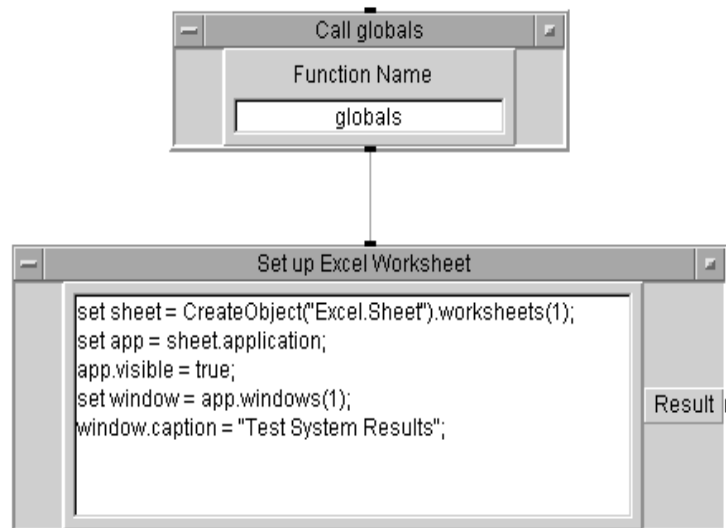 Call globals
Function Name
globals
Set up Excel Worksheet
set sheet = CreateObject("Excel.Sheet").worksheets(1);
set app = sheet.application;
app.visible = true;
set window = app.windows(1);
window.caption = "Test System Results";
Result